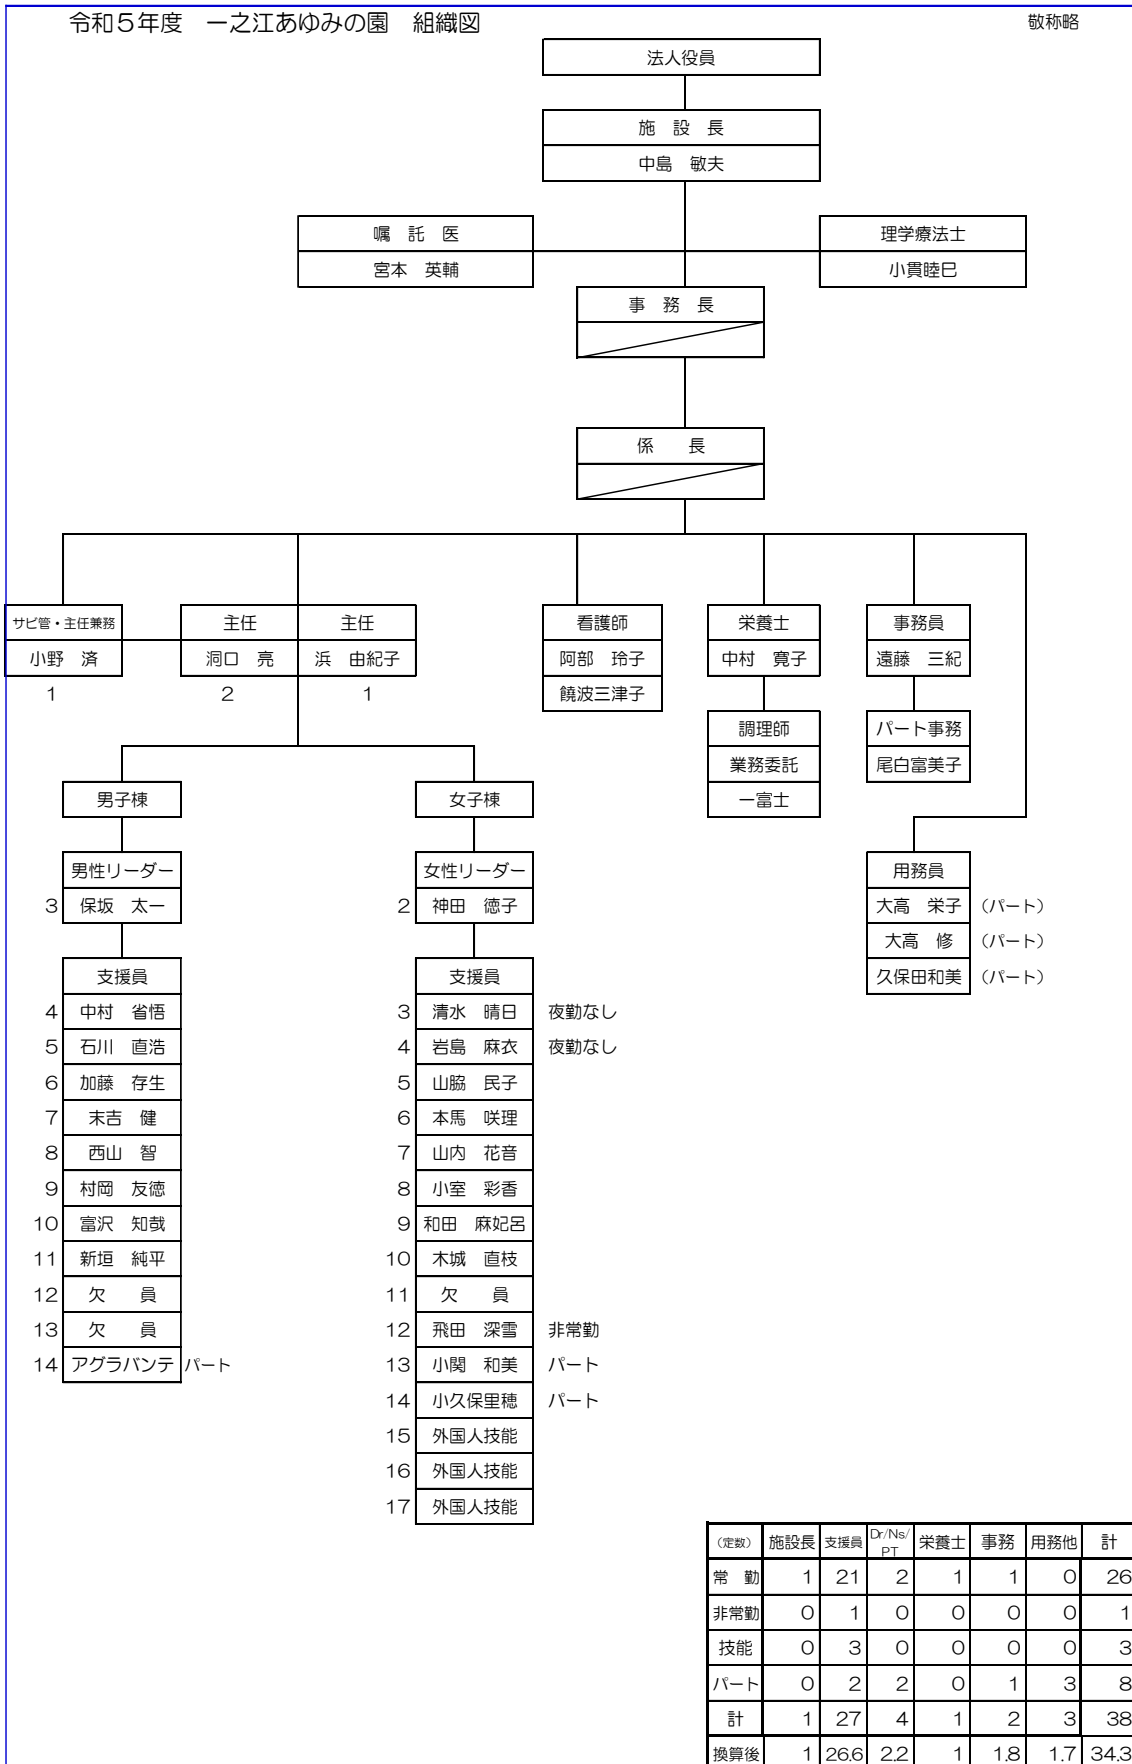 令和5年度　一之江あゆみの園　組織図　敬称略
法人役員
施　設　長
中島　敏夫
嘱　託　医　理学療法士
宮本　英輔　小貫睦巳
事　務　長
係　　長
サビ管・主任兼務　主任　主任　看護師　栄養士　事務員
小野　済　洞口　亮　浜　由紀子　阿部　玲子　中村　寛子　遠藤　三紀
1　2　1　饒波三津子
調理師　パート事務
業務委託　尾白富美子
一富士
男子棟　女子棟
男性リーダー　女性リーダー　用務員
3　保坂　太一　2　神田　徳子　大高　栄子　(パート)
大高　修　(パート)
支援員　支援員　久保田和美　(パート)
4　中村　省悟　3　清水　晴日　夜勤なし
5　石川　直浩　4　岩島　麻衣　夜勤なし
6　加藤　存生　5　山脇　民子
7　末吉　健　6　本馬　咲理
8　西山　智　7　山内　花音
9　村岡　友徳　8　小室　彩香
10　富沢　知哉　9　和田　麻妃呂
11　新垣　純平　10　木城　直枝
12　欠　員　11　欠　員
13　欠　員　12　飛田　深雪　非常勤
14　アグラバンテ　パート　13　小関　和美　パート
14　小久保里穂　パート
15　外国人技能
16　外国人技能
17　外国人技能
(定数)　施設長　支援員　Dr/Ns/PT　栄養士　事務　用務他　計
常　勤　1　21　2　1　1　0　26
非常勤　0　1　0　0　0　0　1
技能　0　3　0　0　0　0　3
パート　0　2　2　0　1　3　8
計　1　27　4　1　2　3　38
換算後　1　26.6　2.2　1　1.8　1.7　34.3